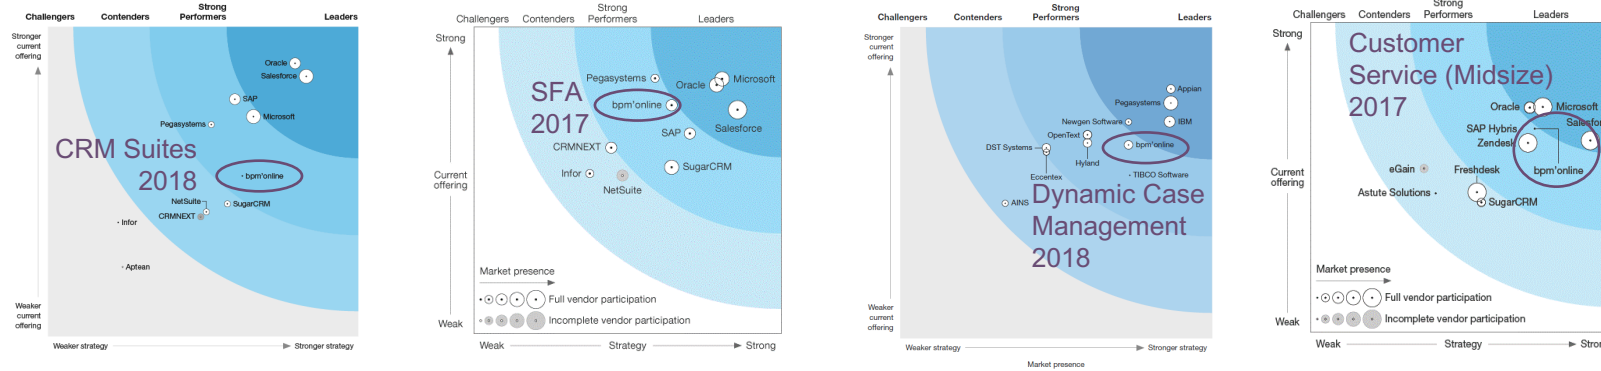 Challengers Contenders Strong Performers Leaders
Stronger current offering
Oracle
Salesforce
SAP
Microsoft
Pegasystems
CRM Suites
2018
bpm'online
NetSuite
SugarCRM
CRMNEXT
Infor
Aptean
Weaker current offering
Weaker strategy Stronger strategy
Challengers Contenders Strong Performers Leaders
Strong
Pegasystems
Microsoft
Oracle
SFA
2017
bpm'online
Salesforce
SAP
CRMNEXT
SugarCRM
Infor
NetSuite
Current offering
Market presence
Full vendor participation
Incomplete vendor participation
Weak
Weak Strategy Strong
Challengers Contenders Strong Performers Leaders
Stronger current offering
Appian
Pegasystems
Newgen Software
IBM
OpenText
DST Systems
bpm'online
Hyland
Eccentex
TIBCO Software
AINS
Dynamic Case
Management
2018
Weaker current offering
Weaker strategy Stronger strategy
Market presence
Challengers Contenders Strong Performers Leaders
Strong
Customer
Service (Midsize)
2017
Oracle
Microsoft
SAP Hybris
Salesfor
Zendesk
eGain
Freshdesk
bpm'online
Astute Solutions
SugarCRM
Current offering
Market presence
Full vendor participation
Incomplete vendor participation
Weak
Weak Strategy Stron